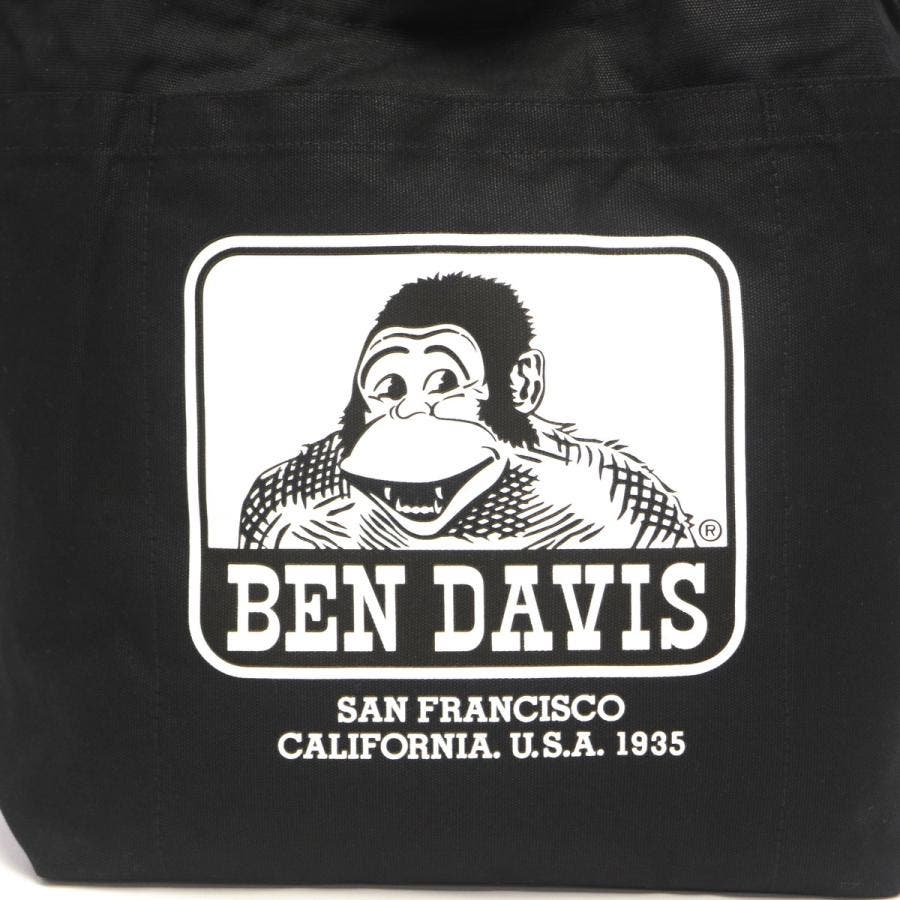 ®
BEN DAVIS
SAN FRANCISCO
CALIFORNIA. U.S.A. 1935